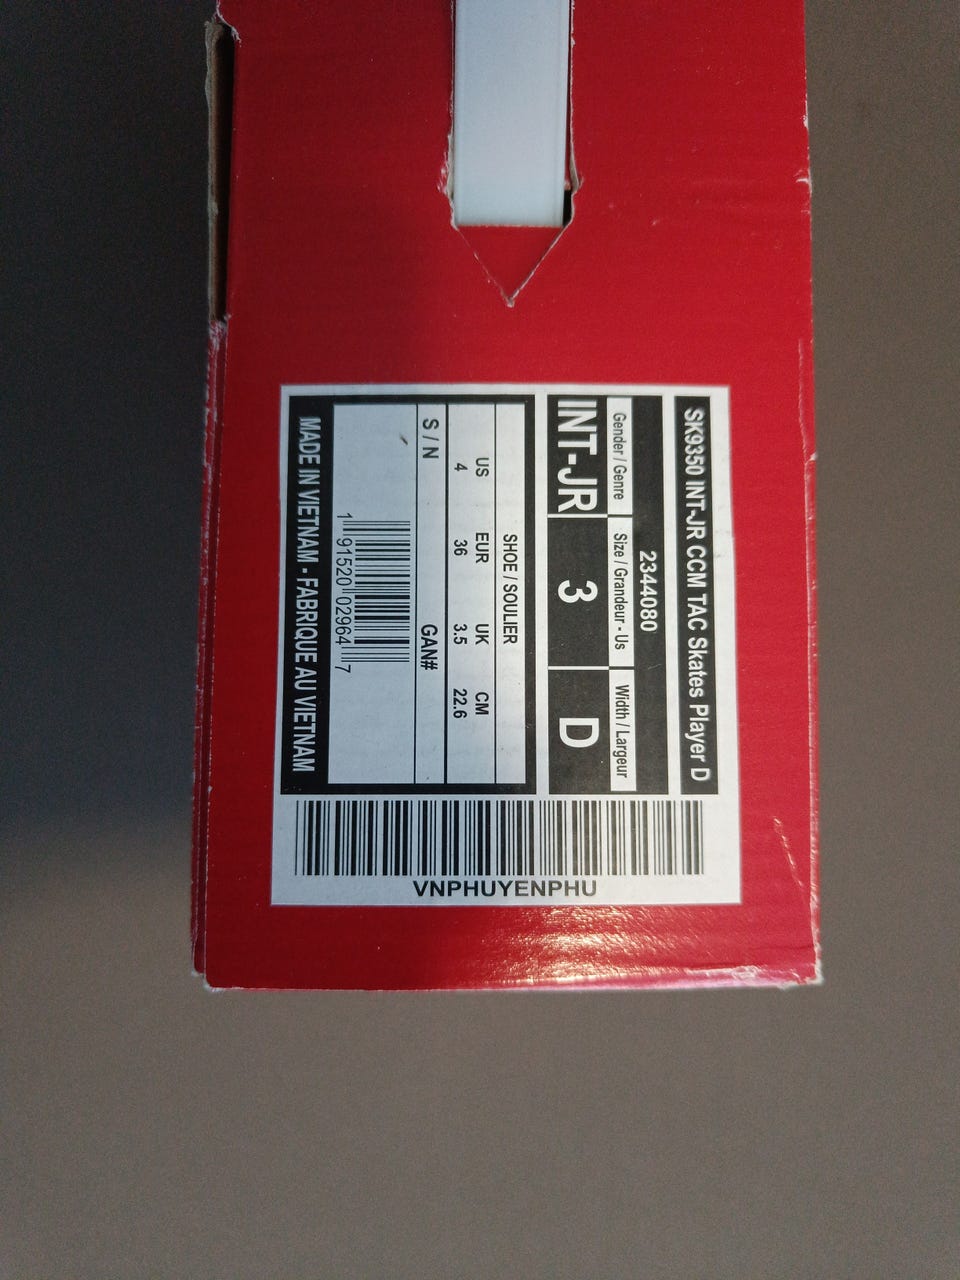 SK9350 INT-JR CCM TAC Skates Player D
2344080
Gender / Genre Size / Grandeur - Us Width / Largeur
INT-JR 3 D
SHOE / SOULIER
US EUR UK CM
4 36 3.5 22.6
S / N GAN#
1 91520 02964 7
MADE IN VIETNAM - FABRIQUE AU VIETNAM
VNPHUYENPHU